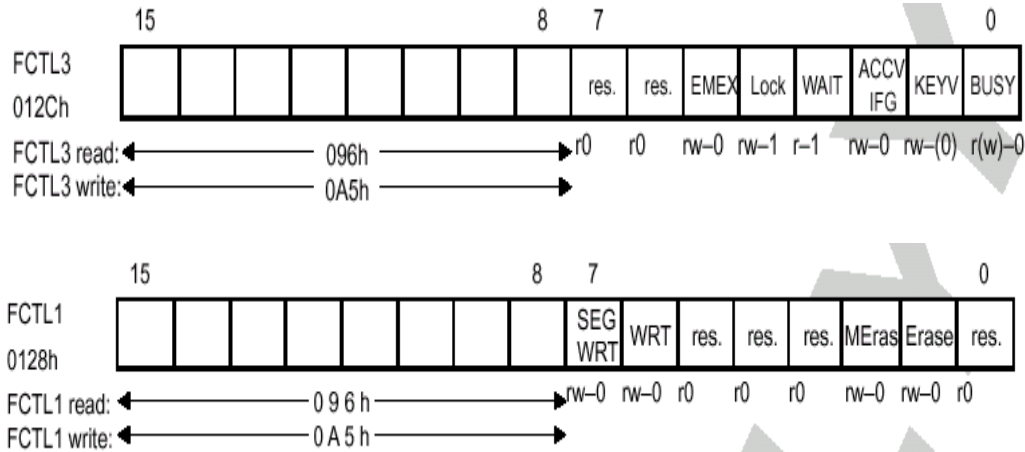 15 8 7 0
FCTL3
012Ch
res. res. EMEX Lock WAIT ACCV IFG KEYV BUSY
r0 r0 rw–0 rw–1 r–1 rw–0 rw–(0) r(w)–0
FCTL3 read: 096h
FCTL3 write: 0A5h
15 8 7 0
FCTL1
0128h
SEG WRT WRT res. res. res. MEras Erase res.
rw–0 rw–0 r0 r0 r0 rw–0 rw–0 r0
FCTL1 read: 0 9 6 h
FCTL1 write: 0 A 5 h